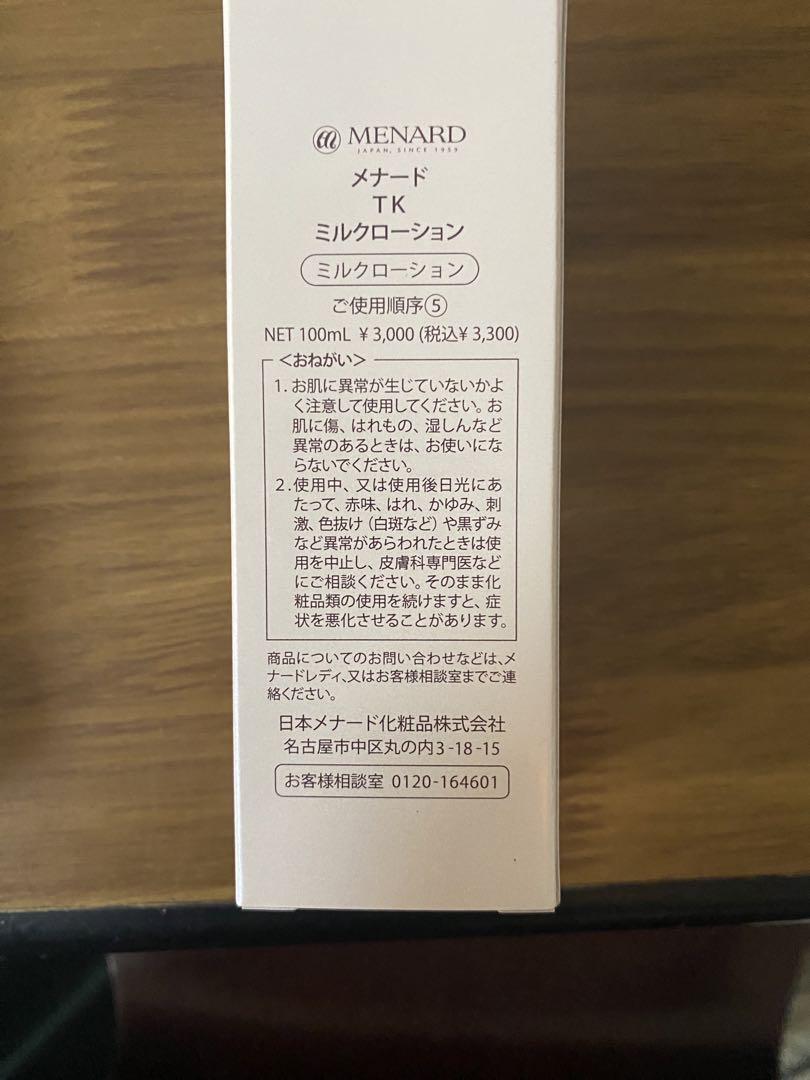 MENARD
JAPAN, SINCE 1959
メナード
TK
ミルクローション
ミルクローション
ご使用順序⑤
NET 100mL ¥3,000 (税込¥3,300)
<おねがい>
1. お肌に異常が生じていないかよ
く注意して使用してください。お
肌に傷、はれもの、湿しんなど
異常のあるときは、お使いにな
らないでください。
2. 使用中、又は使用後日光にあ
たって、赤味、はれ、かゆみ、刺
激、色抜け(白斑など)や黒ずみ
など異常があらわれたときは使
用を中止し、皮膚科専門医など
にご相談ください。そのまま化
粧品類の使用を続けますと、症
状を悪化させることがあります。
商品についてのお問い合わせなどは、メ
ナードレディ、又はお客様相談室までご連
絡ください。
日本メナード化粧品株式会社
名古屋市中区丸の内3-18-15
お客様相談室 0120-164601